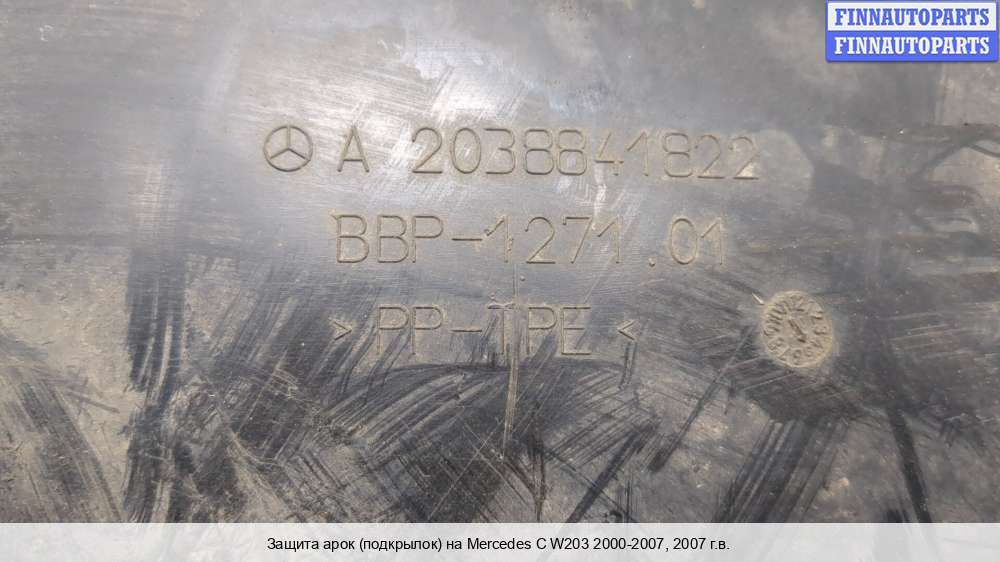 FINNAUTOPARTS
FINNAUTOPARTS
A 2038841822
BBP-1271.01
> PP-TPE <
Защита арок (подкрылок) на Mercedes C W203 2000-2007, 2007 г.в.